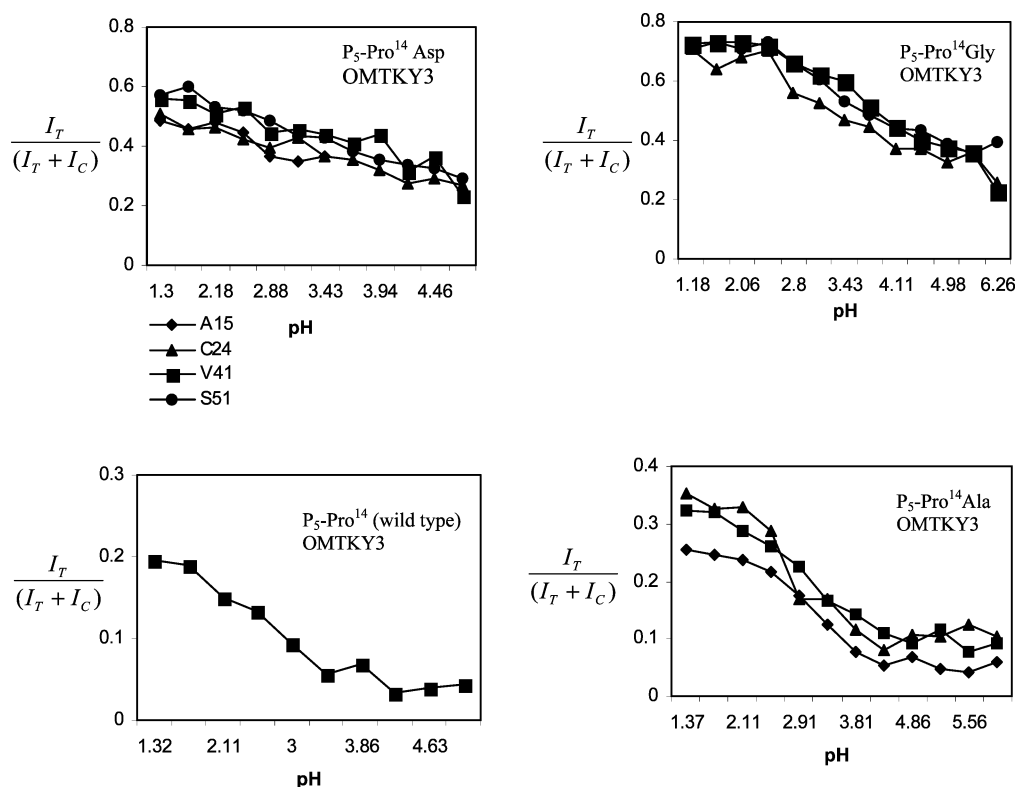 0.8
0.6
0.4
0.2
0
I_T
(I_T + I_C)
P5-Pro14 Asp
OMTKY3
1.3 2.18 2.88 3.43 3.94 4.46
pH
A15
C24
V41
S51
0.8
0.6
0.4
0.2
0
I_T
(I_T + I_C)
P5-Pro14Gly
OMTKY3
1.18 2.06 2.8 3.43 4.11 4.98 6.26
pH
0.3
0.2
0.1
0
I_T
(I_T + I_C)
P5-Pro14 (wild type)
OMTKY3
1.32 2.11 3 3.86 4.63
pH
0.4
0.3
0.2
0.1
0
I_T
(I_T + I_C)
P5-Pro14Ala
OMTKY3
1.37 2.11 2.91 3.81 4.86 5.56
pH